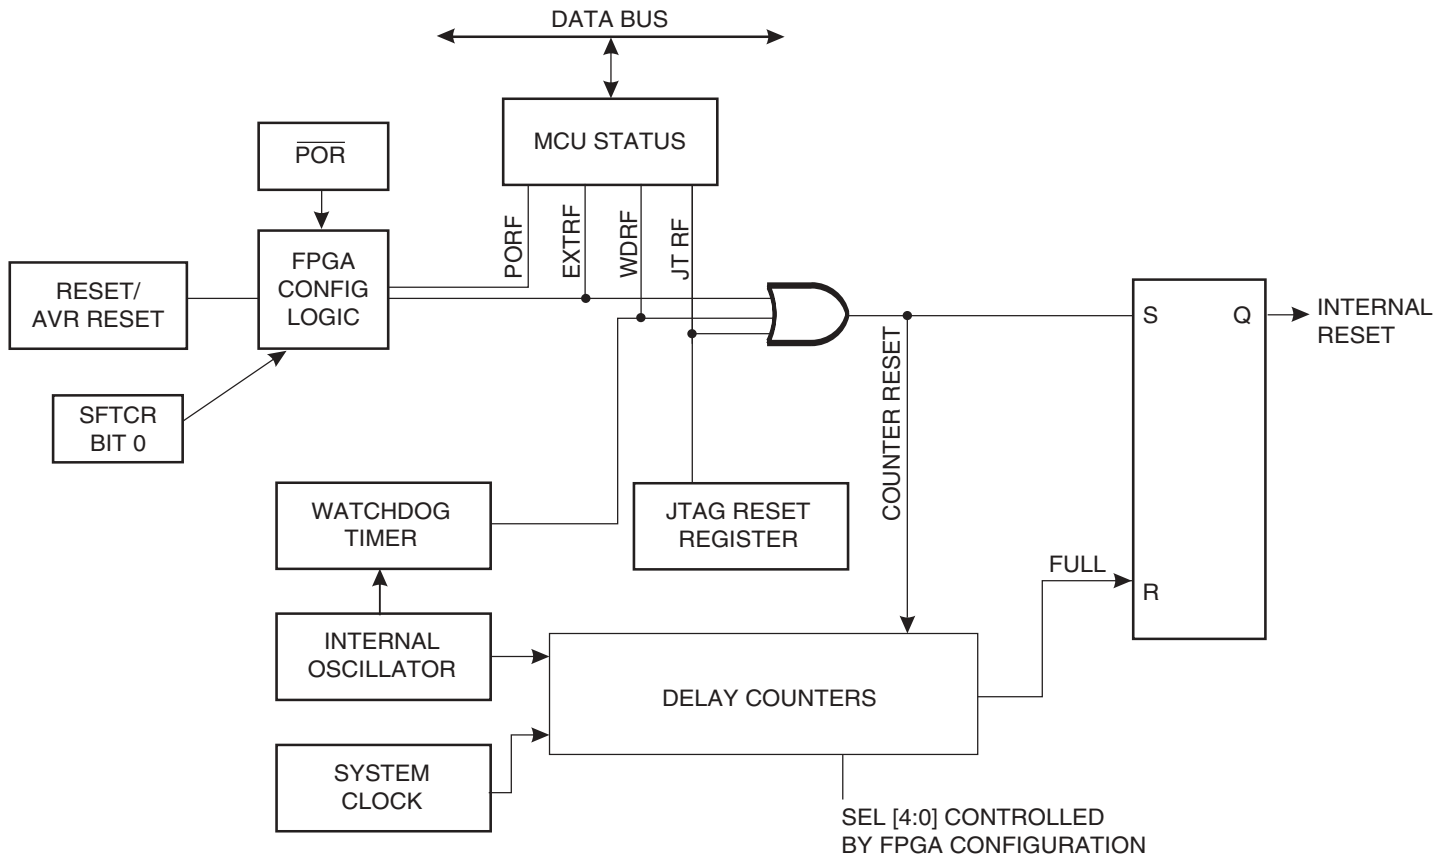 DATA BUS
MCU STATUS
POR
PORF
EXTRF
WDRF
JT RF
FPGA
CONFIG
LOGIC
RESET/
AVR RESET
SFTCR
BIT 0
S
Q
INTERNAL
RESET
COUNTER RESET
WATCHDOG
TIMER
JTAG RESET
REGISTER
FULL
R
INTERNAL
OSCILLATOR
DELAY COUNTERS
SYSTEM
CLOCK
SEL [4:0] CONTROLLED
BY FPGA CONFIGURATION